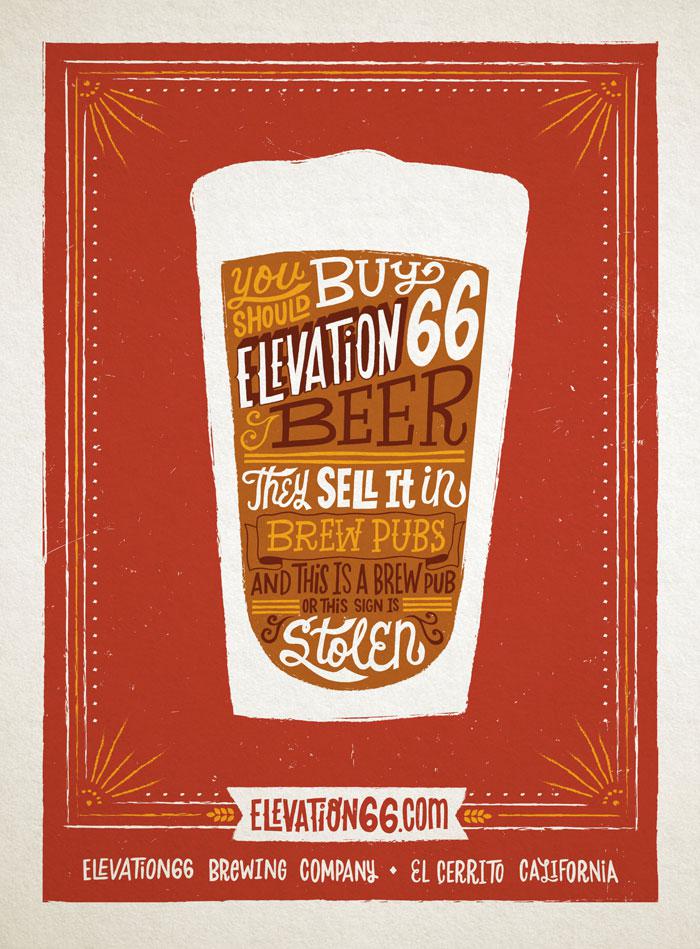 you
SHOULD BUy
ELEVATiON 66
BEER
They SELL It in
BREW PUBS
AND THiS IS A BREW PUB
OR THiS SIGN IS
StolEn
ELEVATiON66.COM
ELEVATiON66 BREWING COMPANY • EL CERRITO CALIFORNIA